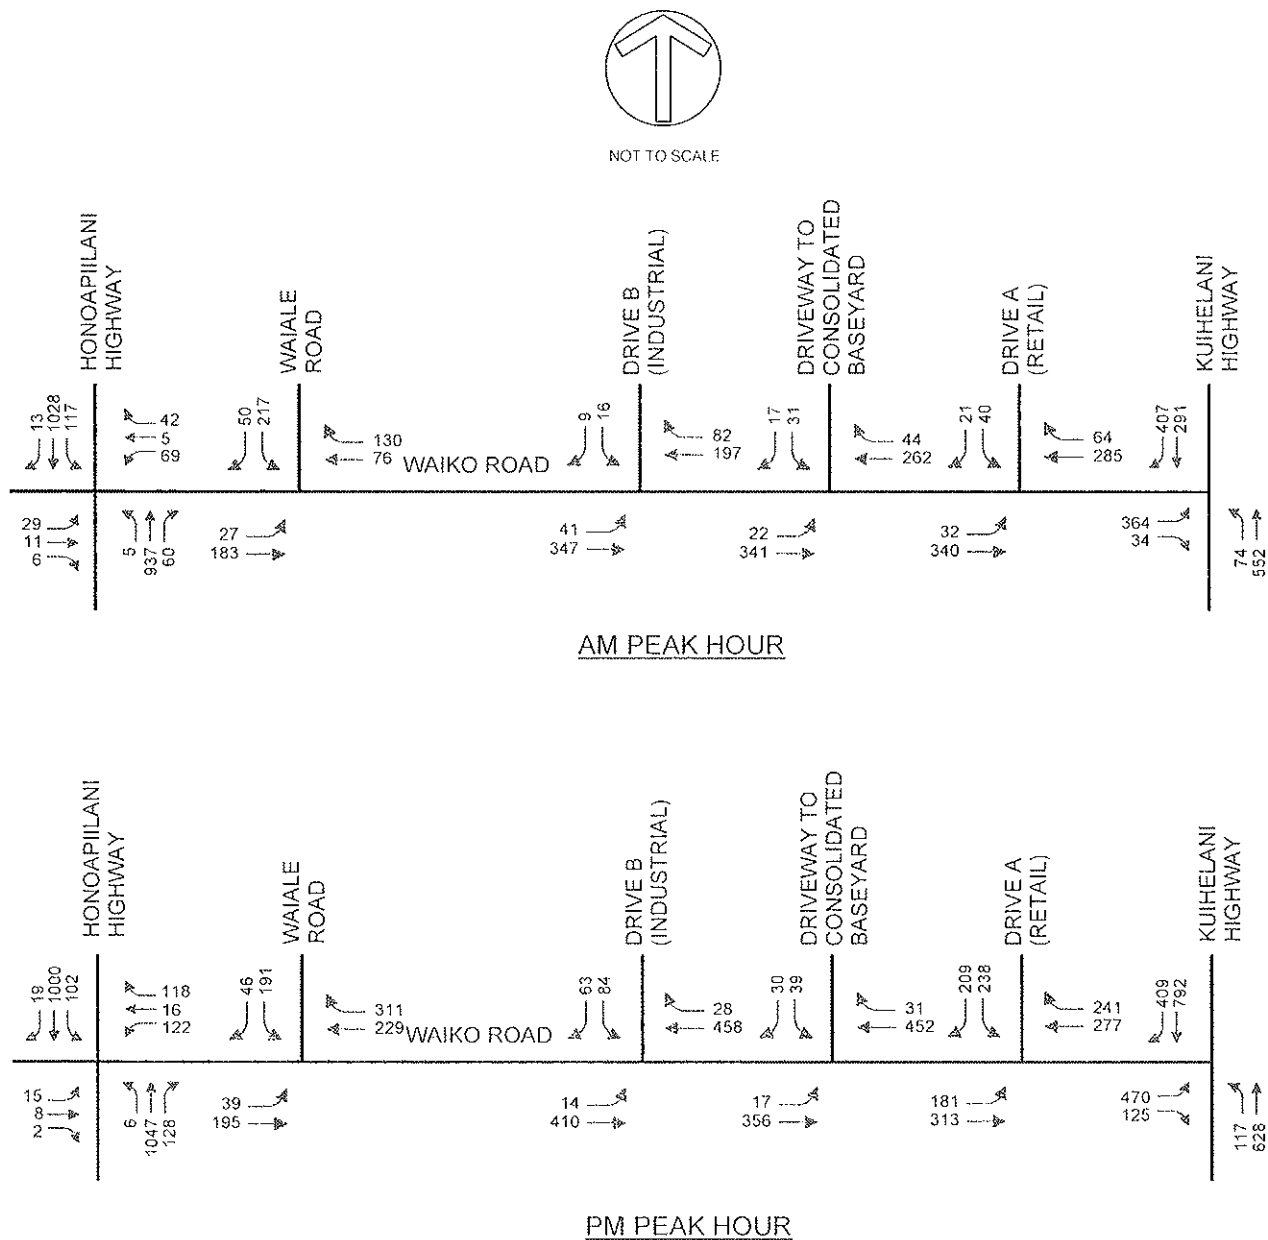 NOT TO SCALE
HONOAPIILANI
HIGHWAY
WAIALE
ROAD
DRIVE B
(INDUSTRIAL)
DRIVEWAY TO
CONSOLIDATED
BASEYARD
DRIVE A
(RETAIL)
KUIHELANI
HIGHWAY
13
1028
117
42
5
69
50
217
130
76
WAIKO ROAD
9
16
82
197
17
31
44
262
21
40
64
285
407
291
29
11
6
5
937
60
27
183
41
347
22
341
32
340
364
34
74
552
AM PEAK HOUR
HONOAPIILANI
HIGHWAY
WAIALE
ROAD
DRIVE B
(INDUSTRIAL)
DRIVEWAY TO
CONSOLIDATED
BASEYARD
DRIVE A
(RETAIL)
KUIHELANI
HIGHWAY
19
1000
102
118
16
122
46
191
311
229
WAIKO ROAD
63
84
28
458
30
39
31
452
209
238
241
277
409
792
15
8
2
6
1047
128
39
195
14
410
17
356
181
313
470
125
117
628
PM PEAK HOUR